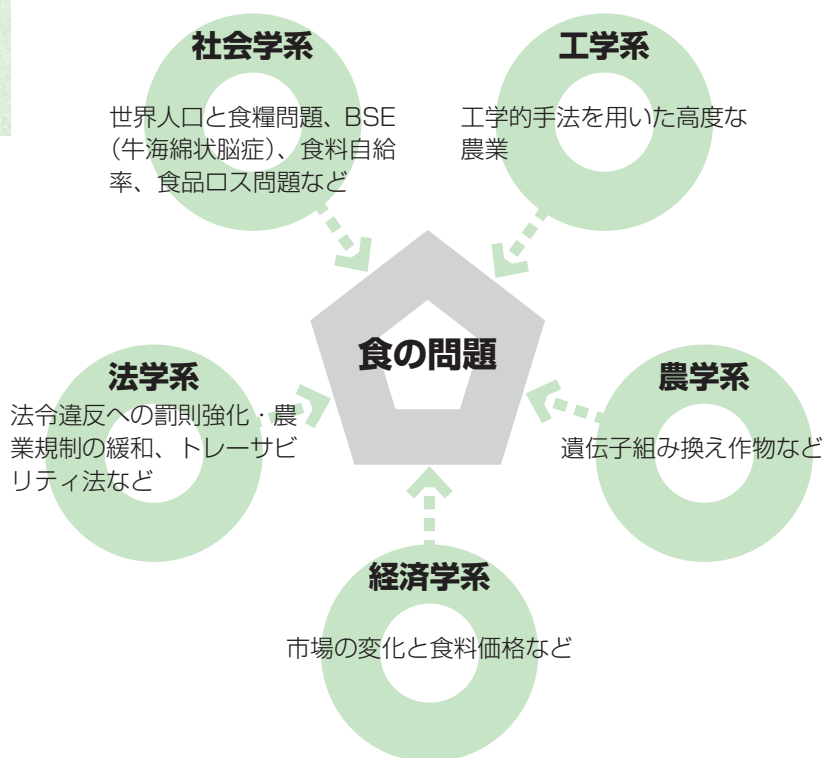 社会学系
世界人口と食糧問題、BSE
（牛海綿状脳症）、食料自給
率、食品ロス問題など
工学系
工学的手法を用いた高度な
農業
食の問題
法学系
法令違反への罰則強化・農
業規制の緩和、トレーサビ
リティ法など
農学系
遺伝子組み換え作物など
経済学系
市場の変化と食料価格など